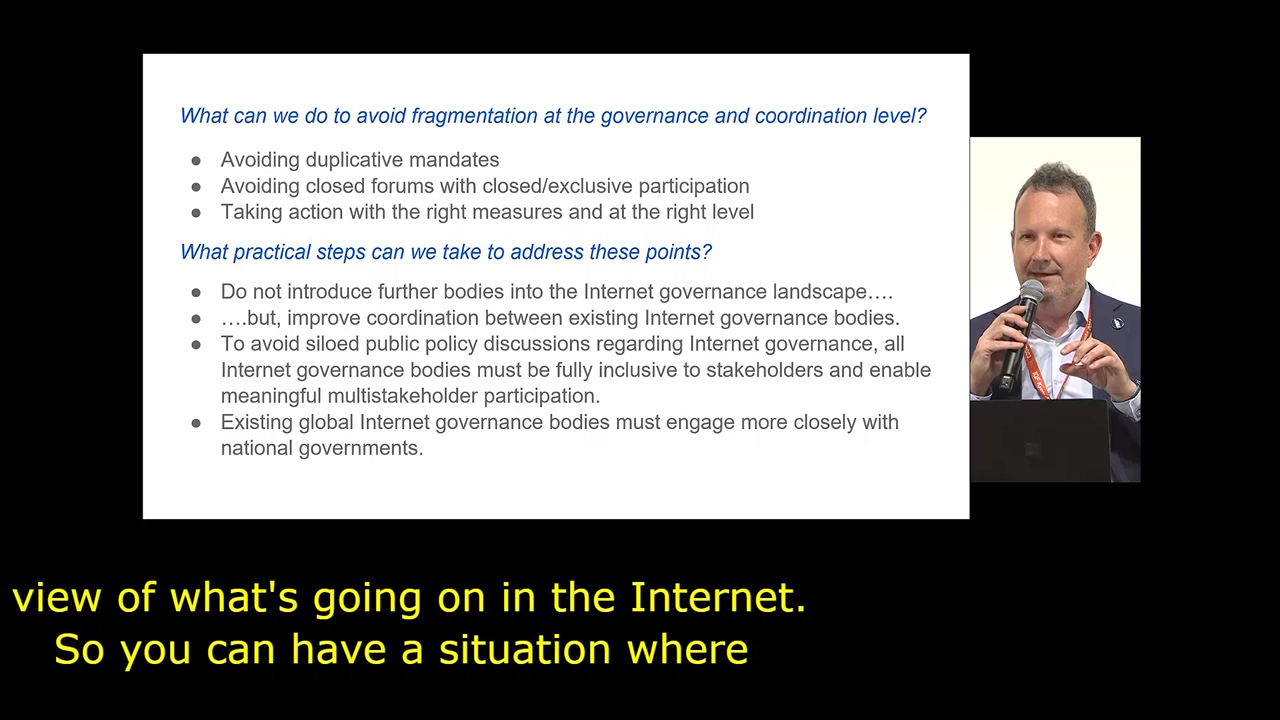 What can we do to avoid fragmentation at the governance and coordination level?
● Avoiding duplicative mandates
● Avoiding closed forums with closed/exclusive participation
● Taking action with the right measures and at the right level
What practical steps can we take to address these points?
● Do not introduce further bodies into the Internet governance landscape….
● ….but, improve coordination between existing Internet governance bodies.
● To avoid siloed public policy discussions regarding Internet governance, all
Internet governance bodies must be fully inclusive to stakeholders and enable
meaningful multistakeholder participation.
● Existing global Internet governance bodies must engage more closely with
national governments.
view of what's going on in the Internet.
So you can have a situation where